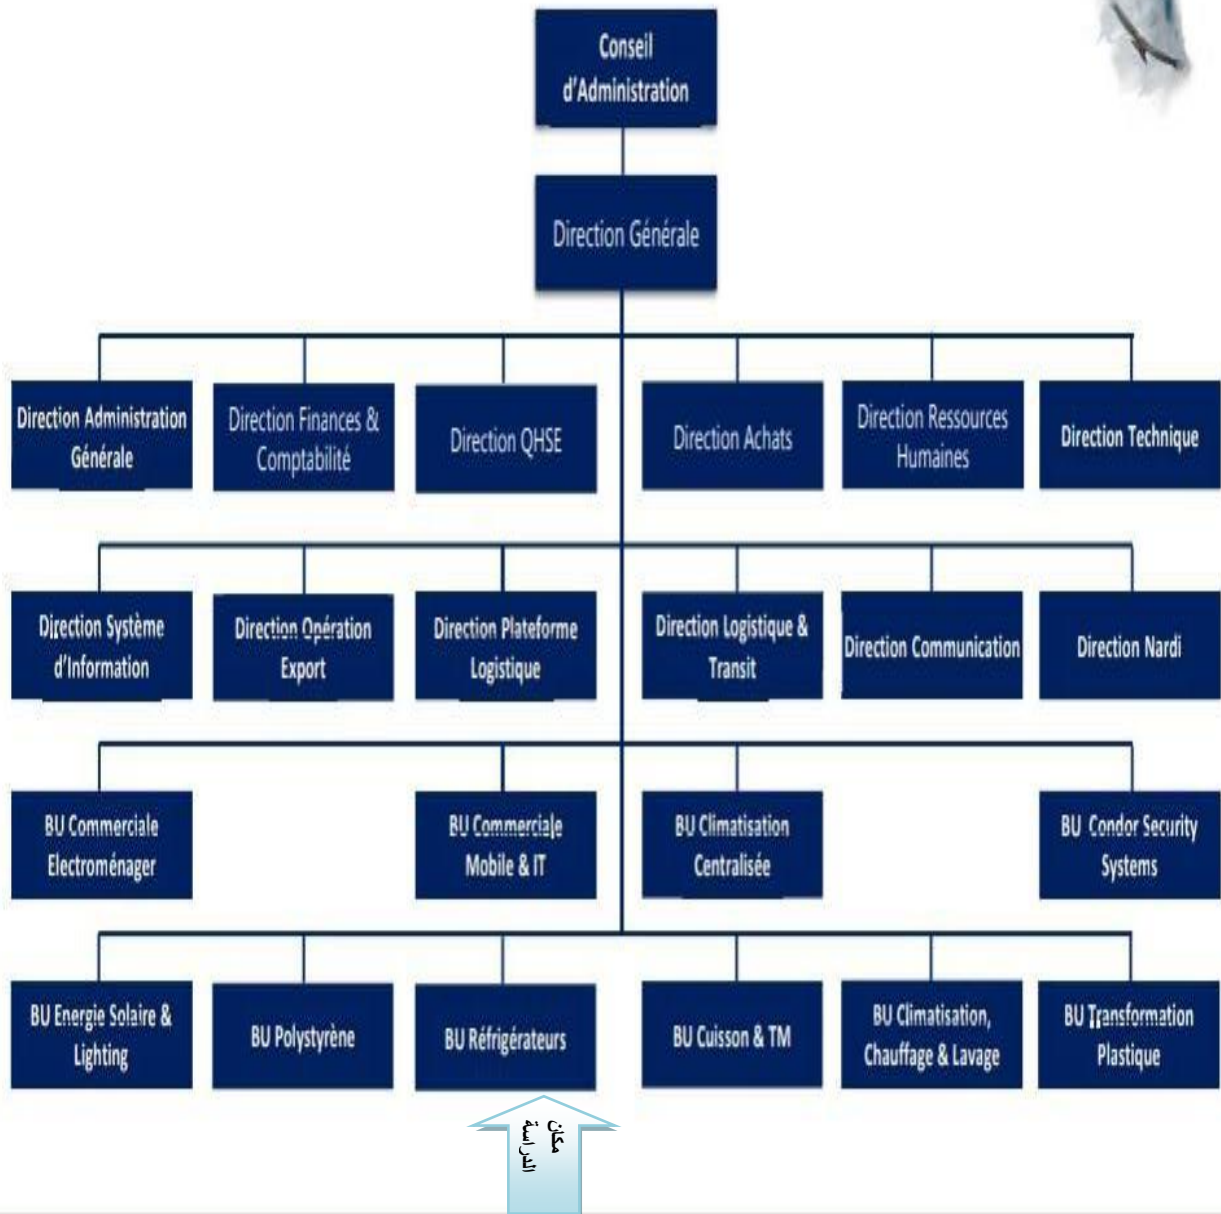 Conseil
d'Administration
Direction Générale
Direction Administration
Générale
Direction Finances &
Comptabilité
Direction QHSE
Direction Achats
Direction Ressources
Humaines
Direction Technique
Direction Système
d'Information
Direction Opération
Export
Direction Plateforme
Logistique
Direction Logistique &
Transit
Direction Communication
Direction Nardi
BU Commerciale
Electroménager
BU Commerciale
Mobile & IT
BU Climatisation
Centralisée
BU Condor Security
Systems
BU Energie Solaire &
Lighting
BU Polystyrène
BU Réfrigérateurs
BU Cuisson & TM
BU Climatisation,
Chauffage & Lavage
BU Transformation
Plastique
مكان
الدراسة